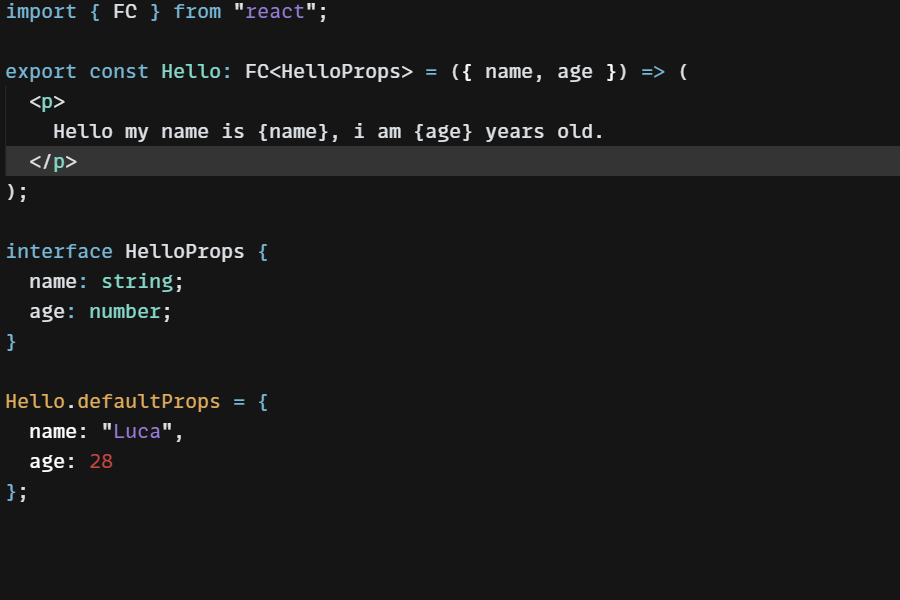 import { FC } from "react";

export const Hello: FC<HelloProps> = ({ name, age }) => (
  <p>
    Hello my name is {name}, i am {age} years old.
  </p>
);

interface HelloProps {
  name: string;
  age: number;
}

Hello.defaultProps = {
  name: "Luca",
  age: 28
};